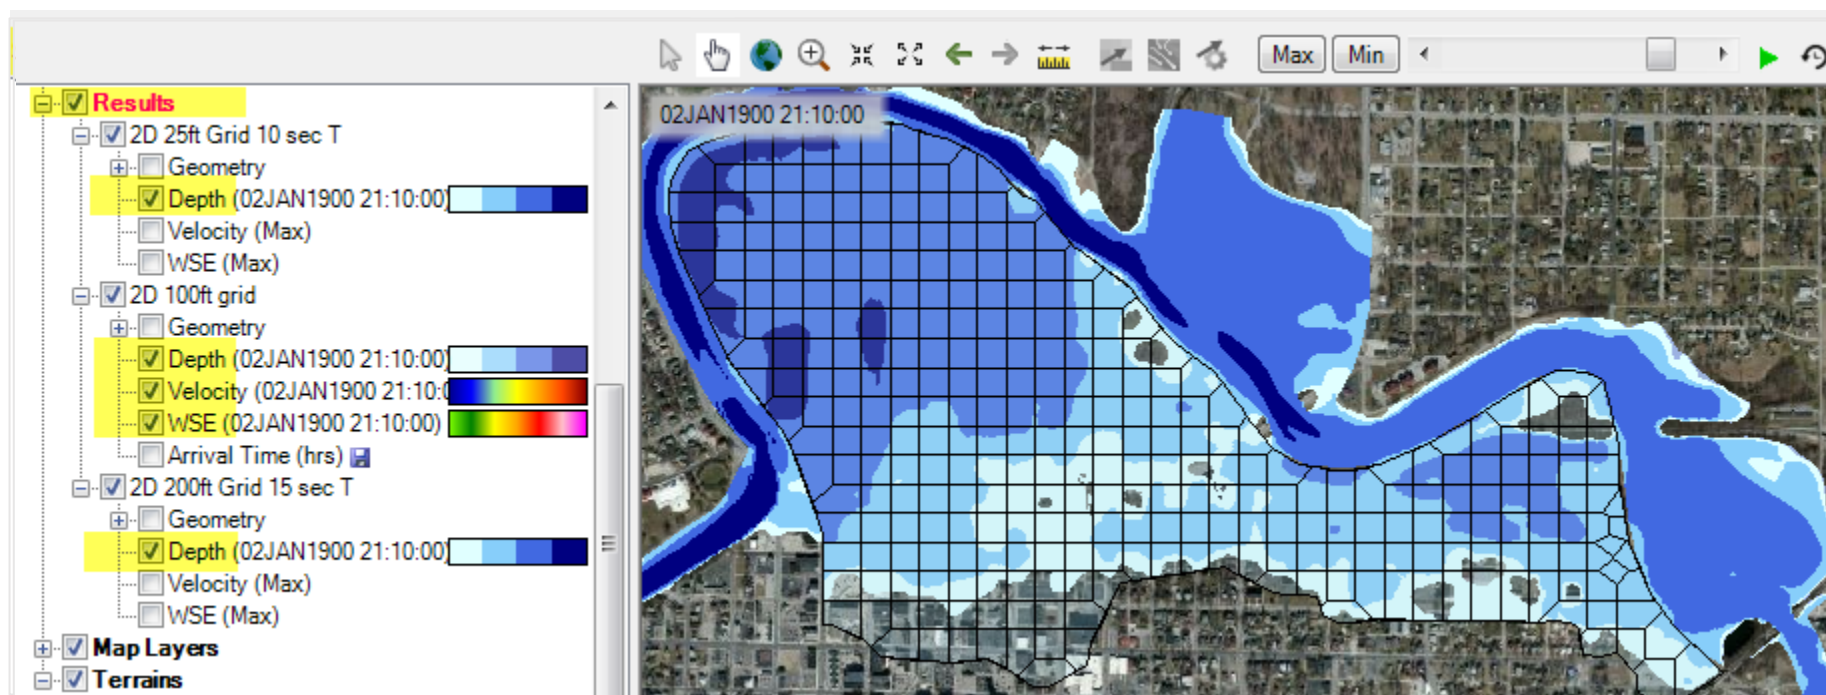 Max
Min
Results
02JAN1900 21:10:00
2D 25ft Grid 10 sec T
Geometry
Depth (02JAN1900 21:10:00)
Velocity (Max)
WSE (Max)
2D 100ft grid
Geometry
Depth (02JAN1900 21:10:00)
Velocity (02JAN1900 21:10:0
WSE (02JAN1900 21:10:00)
Arrival Time (hrs)
2D 200ft Grid 15 sec T
Geometry
Depth (02JAN1900 21:10:00)
Velocity (Max)
WSE (Max)
Map Layers
Terrains